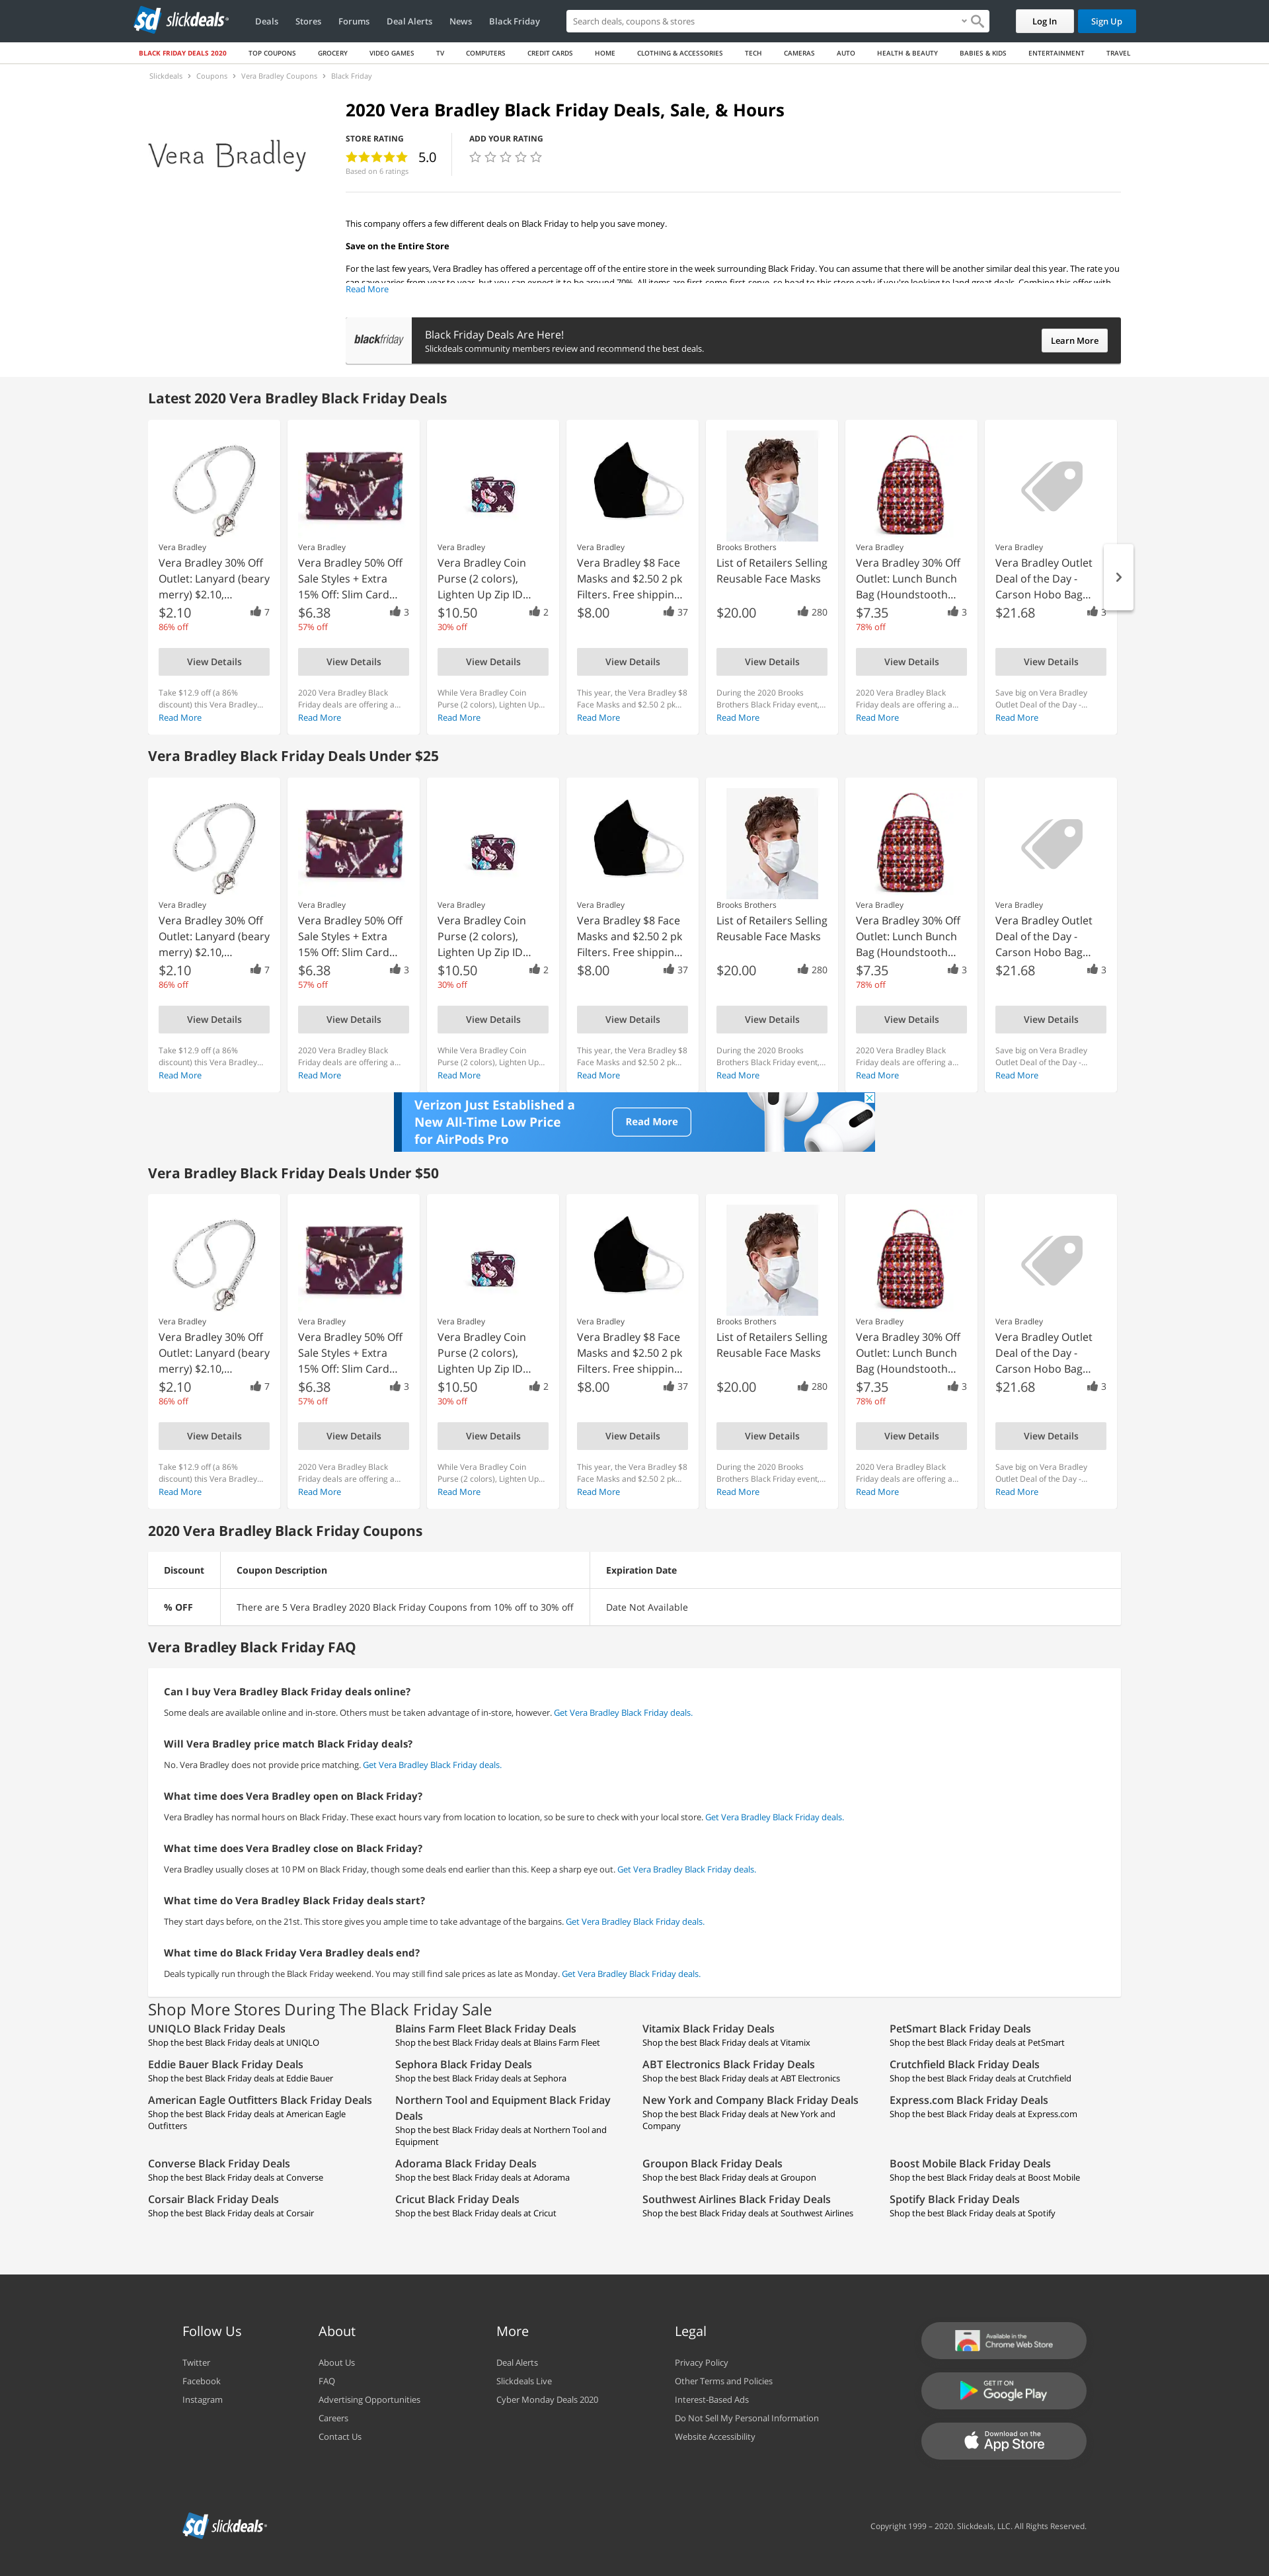 sd slickdeals
Deals Stores Forums Deal Alerts News Black Friday
Search deals, coupons & stores
Log In Sign Up
BLACK FRIDAY DEALS 2020 TOP COUPONS GROCERY VIDEO GAMES TV COMPUTERS CREDIT CARDS HOME CLOTHING & ACCESSORIES TECH CAMERAS AUTO HEALTH & BEAUTY BABIES & KIDS ENTERTAINMENT TRAVEL
Slickdeals › Coupons › Vera Bradley Coupons › Black Friday
Vera Bradley
2020 Vera Bradley Black Friday Deals, Sale, & Hours
STORE RATING ADD YOUR RATING
5.0
Based on 6 ratings
This company offers a few different deals on Black Friday to help you save money.
Save on the Entire Store
For the last few years, Vera Bradley has offered a percentage off of the entire store in the week surrounding Black Friday. You can assume that there will be another similar deal this year. The rate you
can save varies from year to year, but you can expect it to be around 70%. All items are first-come-first-serve, so head to this store early if you're looking to land great deals. Combine this offer with
Read More
blackfriday
Black Friday Deals Are Here!
Slickdeals community members review and recommend the best deals.
Learn More
Latest 2020 Vera Bradley Black Friday Deals
Vera Bradley Vera Bradley Vera Bradley Vera Bradley Brooks Brothers Vera Bradley Vera Bradley
Vera Bradley 30% Off Vera Bradley 50% Off Vera Bradley Coin Vera Bradley $8 Face List of Retailers Selling Vera Bradley 30% Off Vera Bradley Outlet
Outlet: Lanyard (beary Sale Styles + Extra Purse (2 colors), Masks and $2.50 2 pk Reusable Face Masks Outlet: Lunch Bunch Deal of the Day -
merry) $2.10,... 15% Off: Slim Card... Lighten Up Zip ID... Filters. Free shippin... Bag (Houndstooth... Carson Hobo Bag...
$2.10 7 $6.38 3 $10.50 2 $8.00 37 $20.00 280 $7.35 3 $21.68 3
86% off 57% off 30% off 78% off
View Details View Details View Details View Details View Details View Details View Details
Take $12.9 off (a 86% 2020 Vera Bradley Black While Vera Bradley Coin This year, the Vera Bradley $8 During the 2020 Brooks 2020 Vera Bradley Black Save big on Vera Bradley
discount) this Vera Bradley... Friday deals are offering a... Purse (2 colors), Lighten Up... Face Masks and $2.50 2 pk... Brothers Black Friday event,... Friday deals are offering a... Outlet Deal of the Day -...
Read More Read More Read More Read More Read More Read More Read More
Vera Bradley Black Friday Deals Under $25
Vera Bradley Vera Bradley Vera Bradley Vera Bradley Brooks Brothers Vera Bradley Vera Bradley
Vera Bradley 30% Off Vera Bradley 50% Off Vera Bradley Coin Vera Bradley $8 Face List of Retailers Selling Vera Bradley 30% Off Vera Bradley Outlet
Outlet: Lanyard (beary Sale Styles + Extra Purse (2 colors), Masks and $2.50 2 pk Reusable Face Masks Outlet: Lunch Bunch Deal of the Day -
merry) $2.10,... 15% Off: Slim Card... Lighten Up Zip ID... Filters. Free shippin... Bag (Houndstooth... Carson Hobo Bag...
$2.10 7 $6.38 3 $10.50 2 $8.00 37 $20.00 280 $7.35 3 $21.68 3
86% off 57% off 30% off 78% off
View Details View Details View Details View Details View Details View Details View Details
Take $12.9 off (a 86% 2020 Vera Bradley Black While Vera Bradley Coin This year, the Vera Bradley $8 During the 2020 Brooks 2020 Vera Bradley Black Save big on Vera Bradley
discount) this Vera Bradley... Friday deals are offering a... Purse (2 colors), Lighten Up... Face Masks and $2.50 2 pk... Brothers Black Friday event,... Friday deals are offering a... Outlet Deal of the Day -...
Read More Read More Read More Read More Read More Read More Read More
Verizon Just Established a
New All-Time Low Price
for AirPods Pro
Read More
Vera Bradley Black Friday Deals Under $50
Vera Bradley Vera Bradley Vera Bradley Vera Bradley Brooks Brothers Vera Bradley Vera Bradley
Vera Bradley 30% Off Vera Bradley 50% Off Vera Bradley Coin Vera Bradley $8 Face List of Retailers Selling Vera Bradley 30% Off Vera Bradley Outlet
Outlet: Lanyard (beary Sale Styles + Extra Purse (2 colors), Masks and $2.50 2 pk Reusable Face Masks Outlet: Lunch Bunch Deal of the Day -
merry) $2.10,... 15% Off: Slim Card... Lighten Up Zip ID... Filters. Free shippin... Bag (Houndstooth... Carson Hobo Bag...
$2.10 7 $6.38 3 $10.50 2 $8.00 37 $20.00 280 $7.35 3 $21.68 3
86% off 57% off 30% off 78% off
View Details View Details View Details View Details View Details View Details View Details
Take $12.9 off (a 86% 2020 Vera Bradley Black While Vera Bradley Coin This year, the Vera Bradley $8 During the 2020 Brooks 2020 Vera Bradley Black Save big on Vera Bradley
discount) this Vera Bradley... Friday deals are offering a... Purse (2 colors), Lighten Up... Face Masks and $2.50 2 pk... Brothers Black Friday event,... Friday deals are offering a... Outlet Deal of the Day -...
Read More Read More Read More Read More Read More Read More Read More
2020 Vera Bradley Black Friday Coupons
Discount Coupon Description Expiration Date
% OFF There are 5 Vera Bradley 2020 Black Friday Coupons from 10% off to 30% off Date Not Available
Vera Bradley Black Friday FAQ
Can I buy Vera Bradley Black Friday deals online?
Some deals are available online and in-store. Others must be taken advantage of in-store, however. Get Vera Bradley Black Friday deals.
Will Vera Bradley price match Black Friday deals?
No. Vera Bradley does not provide price matching. Get Vera Bradley Black Friday deals.
What time does Vera Bradley open on Black Friday?
Vera Bradley has normal hours on Black Friday. These exact hours vary from location to location, so be sure to check with your local store. Get Vera Bradley Black Friday deals.
What time does Vera Bradley close on Black Friday?
Vera Bradley usually closes at 10 PM on Black Friday, though some deals end earlier than this. Keep a sharp eye out. Get Vera Bradley Black Friday deals.
What time do Vera Bradley Black Friday deals start?
They start days before, on the 21st. This store gives you ample time to take advantage of the bargains. Get Vera Bradley Black Friday deals.
What time do Black Friday Vera Bradley deals end?
Deals typically run through the Black Friday weekend. You may still find sale prices as late as Monday. Get Vera Bradley Black Friday deals.
Shop More Stores During The Black Friday Sale
UNIQLO Black Friday Deals Blains Farm Fleet Black Friday Deals Vitamix Black Friday Deals PetSmart Black Friday Deals
Shop the best Black Friday deals at UNIQLO Shop the best Black Friday deals at Blains Farm Fleet Shop the best Black Friday deals at Vitamix Shop the best Black Friday deals at PetSmart
Eddie Bauer Black Friday Deals Sephora Black Friday Deals ABT Electronics Black Friday Deals Crutchfield Black Friday Deals
Shop the best Black Friday deals at Eddie Bauer Shop the best Black Friday deals at Sephora Shop the best Black Friday deals at ABT Electronics Shop the best Black Friday deals at Crutchfield
American Eagle Outfitters Black Friday Deals Northern Tool and Equipment Black Friday New York and Company Black Friday Deals Express.com Black Friday Deals
Shop the best Black Friday deals at American Eagle Deals Shop the best Black Friday deals at New York and Shop the best Black Friday deals at Express.com
Outfitters Shop the best Black Friday deals at Northern Tool and Company
Equipment
Converse Black Friday Deals Adorama Black Friday Deals Groupon Black Friday Deals Boost Mobile Black Friday Deals
Shop the best Black Friday deals at Converse Shop the best Black Friday deals at Adorama Shop the best Black Friday deals at Groupon Shop the best Black Friday deals at Boost Mobile
Corsair Black Friday Deals Cricut Black Friday Deals Southwest Airlines Black Friday Deals Spotify Black Friday Deals
Shop the best Black Friday deals at Corsair Shop the best Black Friday deals at Cricut Shop the best Black Friday deals at Southwest Airlines Shop the best Black Friday deals at Spotify
Follow Us About More Legal
Twitter About Us Deal Alerts Privacy Policy
Facebook FAQ Slickdeals Live Other Terms and Policies
Instagram Advertising Opportunities Cyber Monday Deals 2020 Interest-Based Ads
Careers Do Not Sell My Personal Information
Contact Us Website Accessibility
Available in the
Chrome Web Store
GET IT ON
Google Play
Download on the
App Store
sd slickdeals
Copyright 1999 – 2020. Slickdeals, LLC. All Rights Reserved.